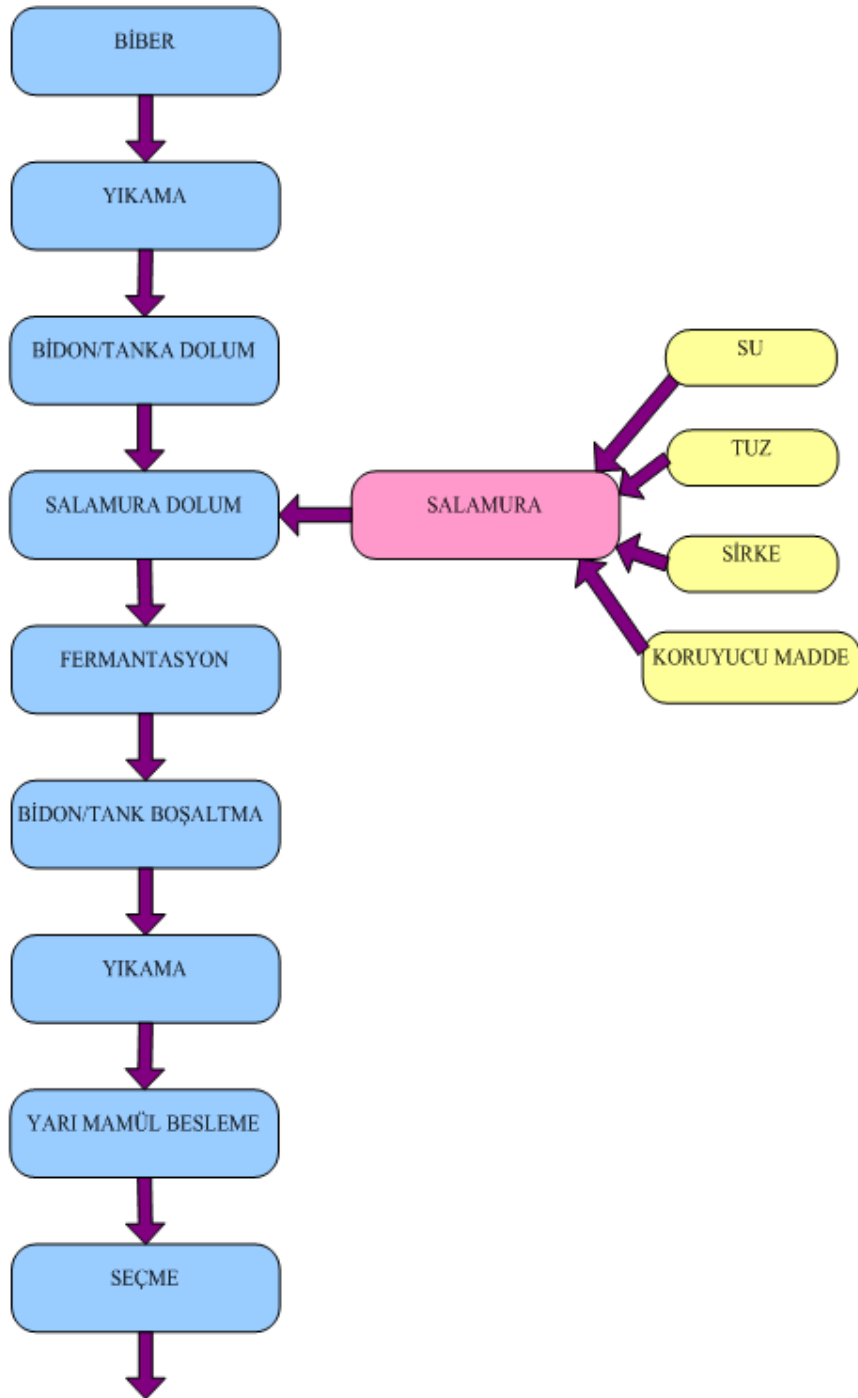 BİBER
YIKAMA
BİDON/TANKA DOLUM
SALAMURA DOLUM
FERMANTASYON
BİDON/TANK BOŞALTMA
YIKAMA
YARI MAMÜL BESLEME
SEÇME
SALAMURA
SU
TUZ
SİRKE
KORUYUCU MADDE